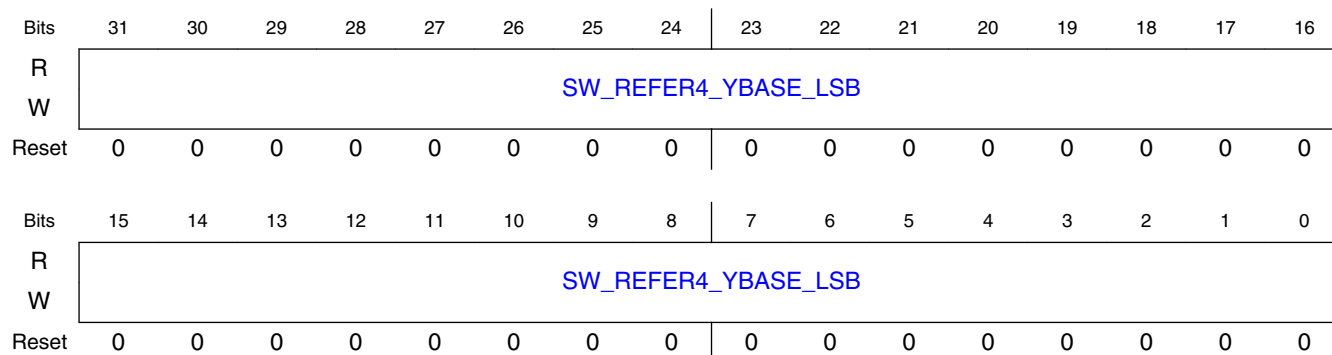 Bits 31 30 29 28 27 26 25 24 23 22 21 20 19 18 17 16
R
SW_REFER4_YBASE_LSB
W
Reset 0 0 0 0 0 0 0 0 0 0 0 0 0 0 0 0
Bits 15 14 13 12 11 10 9 8 7 6 5 4 3 2 1 0
R
SW_REFER4_YBASE_LSB
W
Reset 0 0 0 0 0 0 0 0 0 0 0 0 0 0 0 0